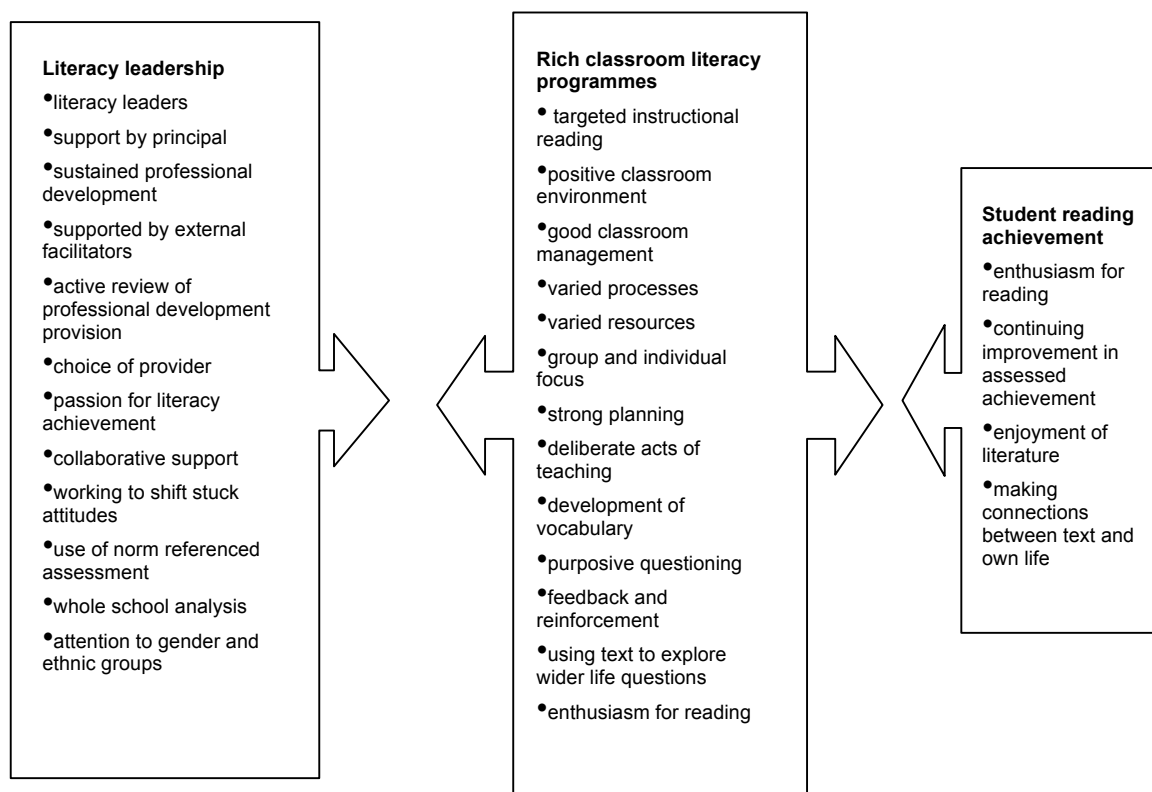 Literacy leadership
•literacy leaders
•support by principal
•sustained professional
development
•supported by external
facilitators
•active review of
professional development
provision
•choice of provider
•passion for literacy
achievement
•collaborative support
•working to shift stuck
attitudes
•use of norm referenced
assessment
•whole school analysis
•attention to gender and
ethnic groups
Rich classroom literacy
programmes
• targeted instructional
reading
•positive classroom
environment
•good classroom
management
•varied processes
•varied resources
•group and individual
focus
•strong planning
•deliberate acts of
teaching
•development of
vocabulary
•purposive questioning
•feedback and
reinforcement
•using text to explore
wider life questions
•enthusiasm for reading
Student reading
achievement
•enthusiasm for
reading
•continuing
improvement in
assessed
achievement
•enjoyment of
literature
•making
connections
between text and
own life